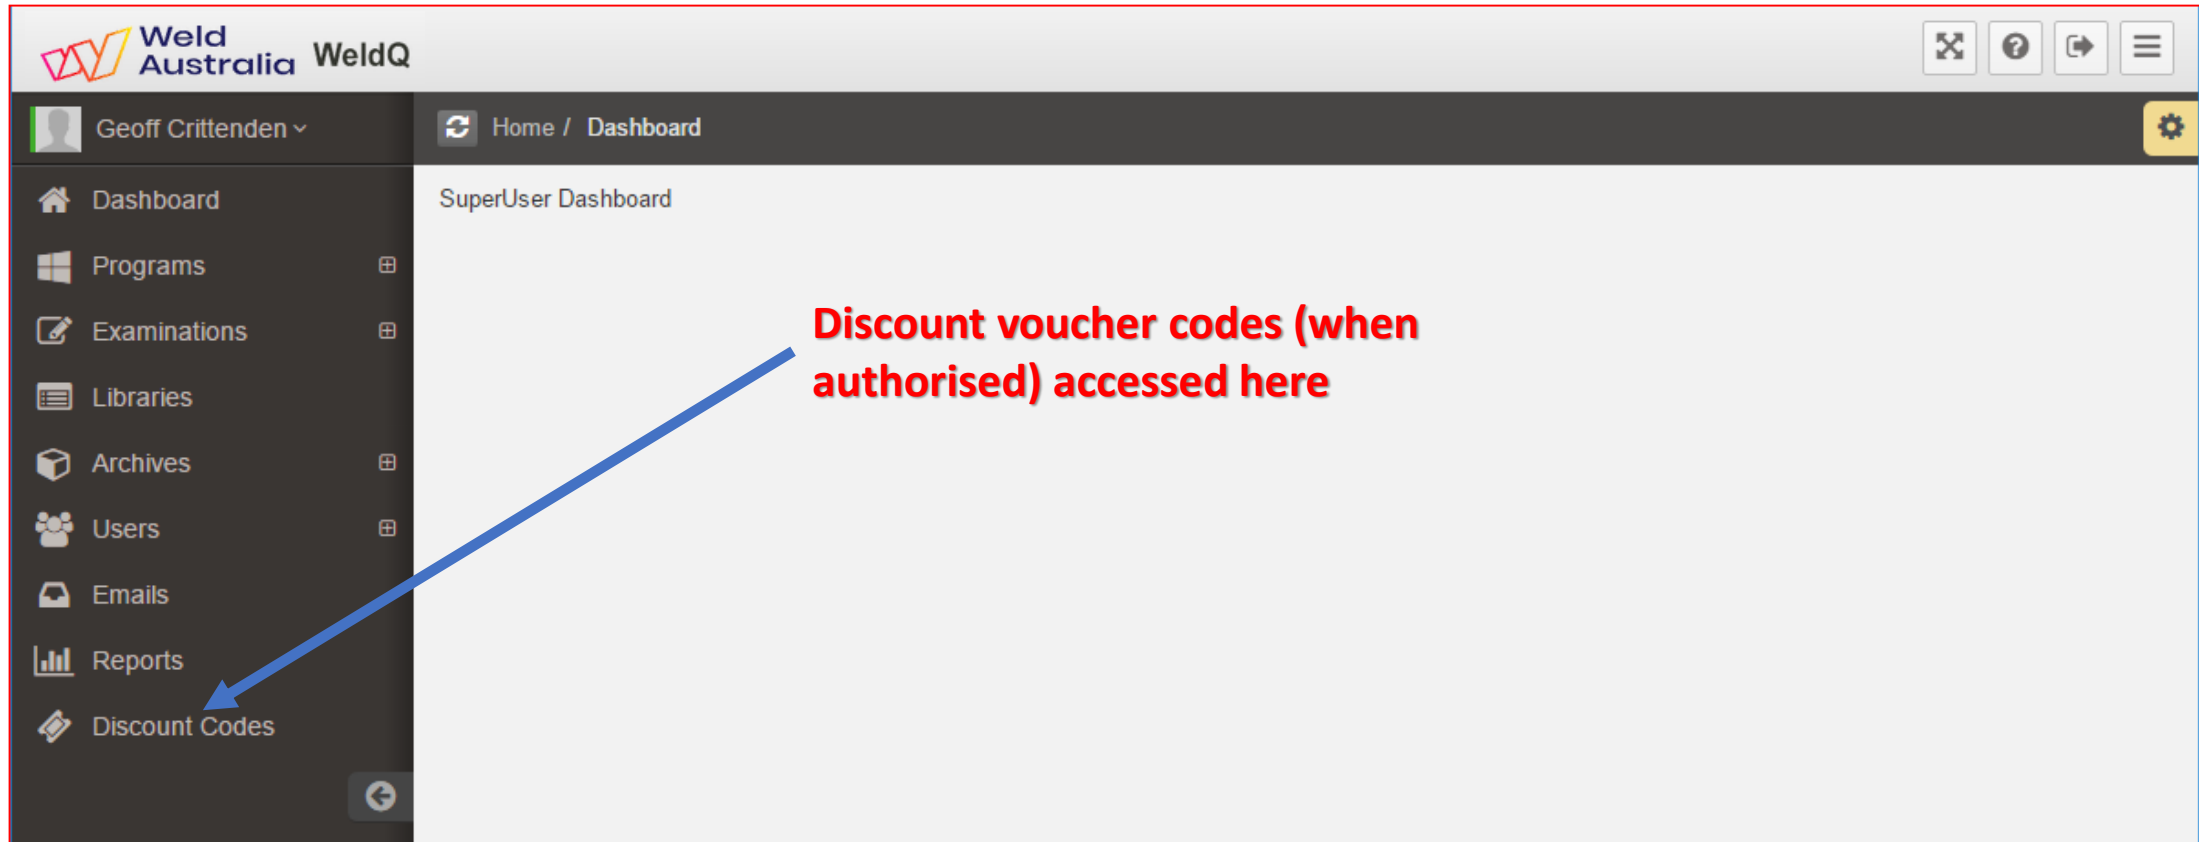 Weld
Australia WeldQ
Geoff Crittenden
Home / Dashboard
Dashboard
SuperUser Dashboard
Programs
Examinations
Discount voucher codes (when
authorised) accessed here
Libraries
Archives
Users
Emails
Reports
Discount Codes